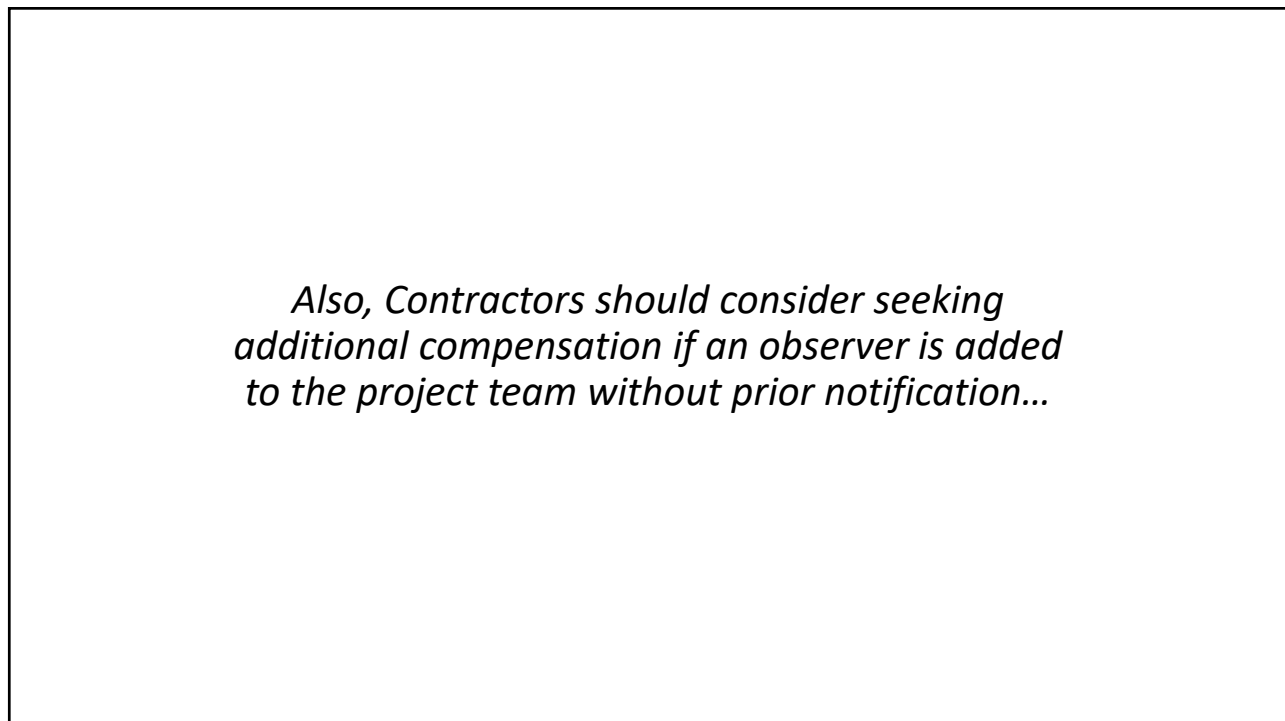 Also, Contractors should consider seeking
additional compensation if an observer is added
to the project team without prior notification…